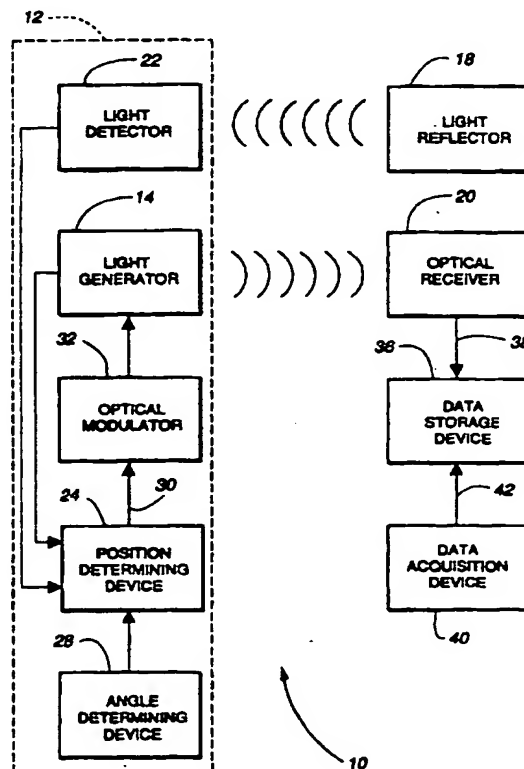 12
22
18
LIGHT
DETECTOR
LIGHT
REFLECTOR
14
20
LIGHT
GENERATOR
OPTICAL
RECEIVER
32
36
38
OPTICAL
MODULATOR
DATA
STORAGE
DEVICE
24
30
42
POSITION
DETERMINING
DEVICE
DATA
ACQUISITION
DEVICE
28
40
ANGLE
DETERMINING
DEVICE
10